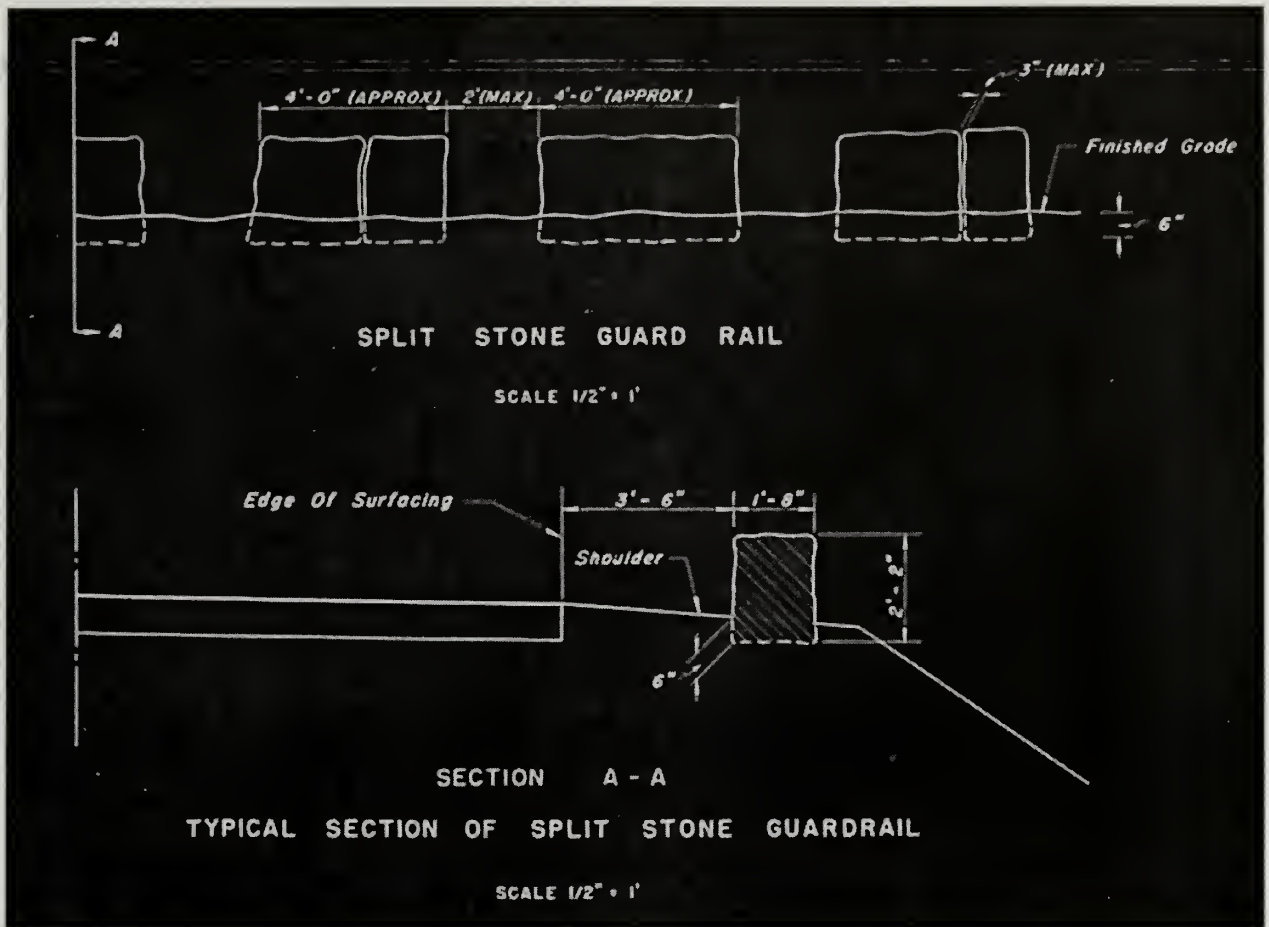 A
3" (MAX)
4'-0" (APPROX) 2'(MAX) 4'-0" (APPROX)
Finished Grade
6"
A
SPLIT STONE GUARD RAIL
SCALE 1/2" = 1'
Edge Of Surfacing
3'-6" 1'-8"
Shoulder
2'-2"
6"
SECTION A-A
TYPICAL SECTION OF SPLIT STONE GUARDRAIL
SCALE 1/2" = 1'